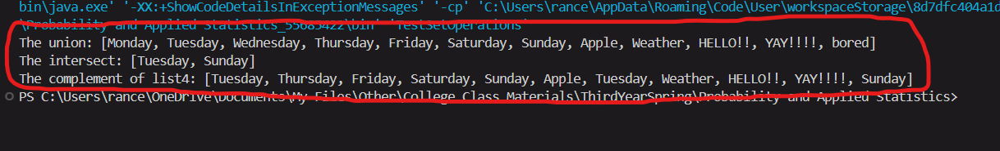 bin\java.exe' '-XX:+ShowCodeDetailsInExceptionMessages' '-cp' 'C:\Users\rance\AppData\Roaming\Code\User\workspaceStorage\8d7dfc404a1d
\Probability and Applied Statistics_55685422\bin' 'TestSetOperations'
The union: [Monday, Tuesday, Wednesday, Thursday, Friday, Saturday, Sunday, Apple, Weather, HELLO!!, YAY!!!!, bored]
The intersect: [Tuesday, Sunday]
The complement of list4: [Tuesday, Thursday, Friday, Saturday, Sunday, Apple, Tuesday, Weather, HELLO!!, YAY!!!!, Sunday]
PS C:\Users\rance\OneDrive\Documents\My Files\Other\College Class Materials\ThirdYearSpring\Probability and Applied Statistics>